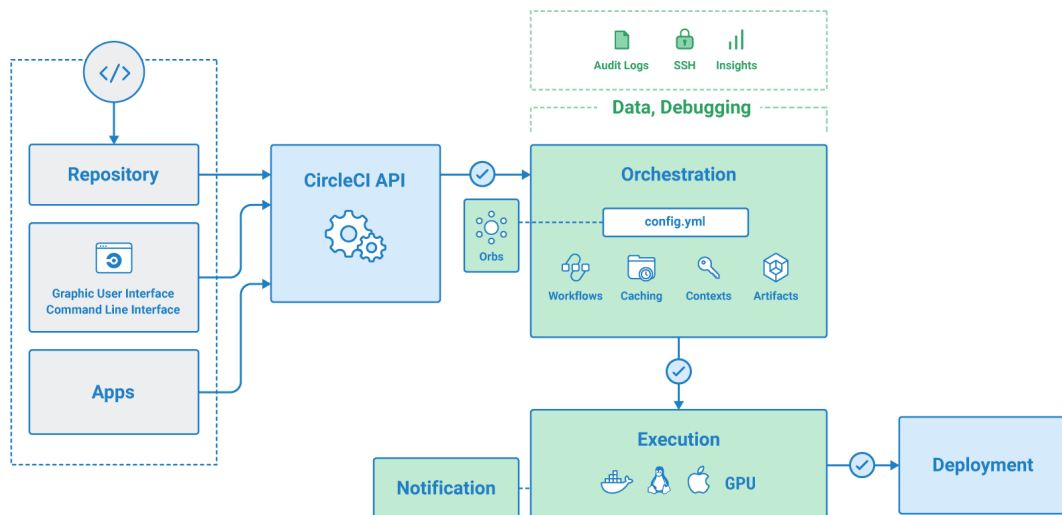 Audit Logs
SSH
Insights
Data, Debugging
</>
Repository
CircleCI API
Orchestration
config.yml
Orbs
Graphic User Interface
Command Line Interface
Workflows
Caching
Contexts
Artifacts
Apps
Execution
GPU
Notification
Deployment